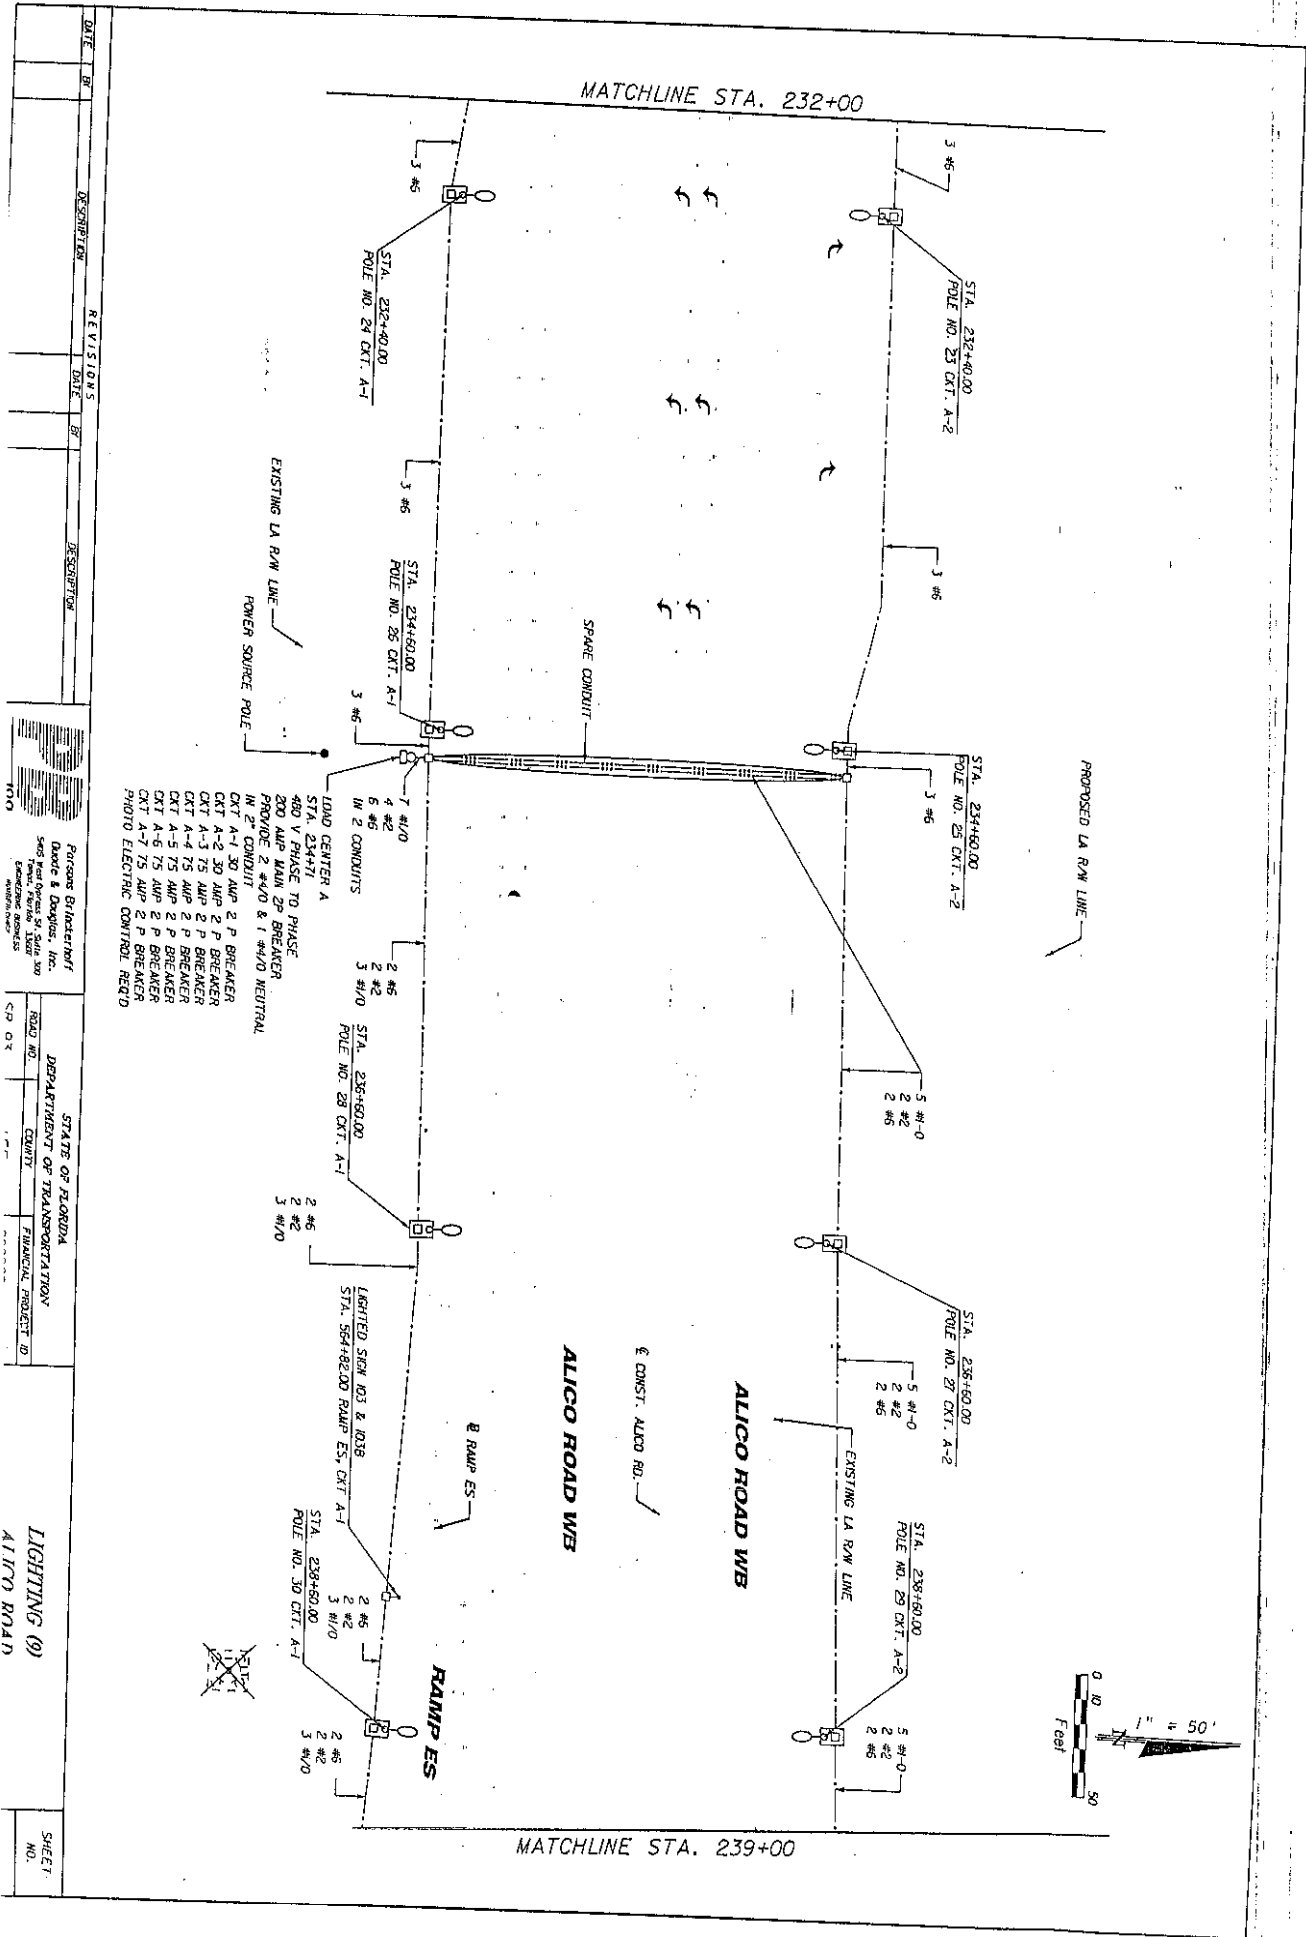 MATCHLINE STA. 232+00
3 #6
STA. 232+40.00
POLE NO. 23 CKT. A-2
3 #6
STA. 234+60.00
POLE NO. 25 CKT. A-2
3 #6
PROPOSED LA R/W LINE
5 #1-0
2 #2
2 #6
STA. 236+60.00
POLE NO. 27 CKT. A-2
5 #1-0
2 #2
2 #6
EXISTING LA R/W LINE
STA. 238+60.00
POLE NO. 29 CKT. A-2
5 #1-0
2 #2
2 #6
0 10 50
Feet
1" = 50'
N
SPARE CONDUIT
ALICO ROAD WB
℄ CONST. ALICO RD.
ALICO ROAD WB
RAMP ES
RAMP ES
3 #6
STA. 232+40.00
POLE NO. 24 CKT. A-1
3 #6
STA. 234+60.00
POLE NO. 26 CKT. A-1
EXISTING LA R/W LINE
POWER SOURCE POLE
3 #6
7 #1/0
4 #2
6 #6
IN 2 CONDUITS
LOAD CENTER A
STA. 234+71
480 V PHASE TO PHASE
200 AMP MAIN 2P BREAKER
PROVIDE 2 #4/0 & 1 #4/0 NEUTRAL
IN 2" CONDUIT
CKT A-1 30 AMP 2 P BREAKER
CKT A-2 30 AMP 2 P BREAKER
CKT A-3 75 AMP 2 P BREAKER
CKT A-4 75 AMP 2 P BREAKER
CKT A-5 75 AMP 2 P BREAKER
CKT A-6 75 AMP 2 P BREAKER
CKT A-7 75 AMP 2 P BREAKER
PHOTO ELECTRIC CONTROL REQ'D
2 #6
2 #2
3 #1/0
STA. 236+60.00
POLE NO. 28 CKT. A-1
2 #6
2 #2
3 #1/0
LIGHTED SIGN 103 & 103B
STA. 564+82.00 RAMP ES, CKT A-1
2 #6
2 #2
3 #1/0
STA. 238+60.00
POLE NO. 30 CKT. A-1
2 #6
2 #2
3 #1/0
MATCHLINE STA. 239+00
REVISIONS
DATE BY DESCRIPTION DATE BY DESCRIPTION
PB
100
Parsons Brinckerhoff
Quade & Douglas, Inc.
5405 West Cypress St. Suite 300
Tampa, Florida 33607
ENGINEERING BUSINESS
STATE OF FLORIDA
DEPARTMENT OF TRANSPORTATION
ROAD NO. COUNTY FINANCIAL PROJECT ID
LIGHTING (9)
ALICO ROAD
SHEET
NO.